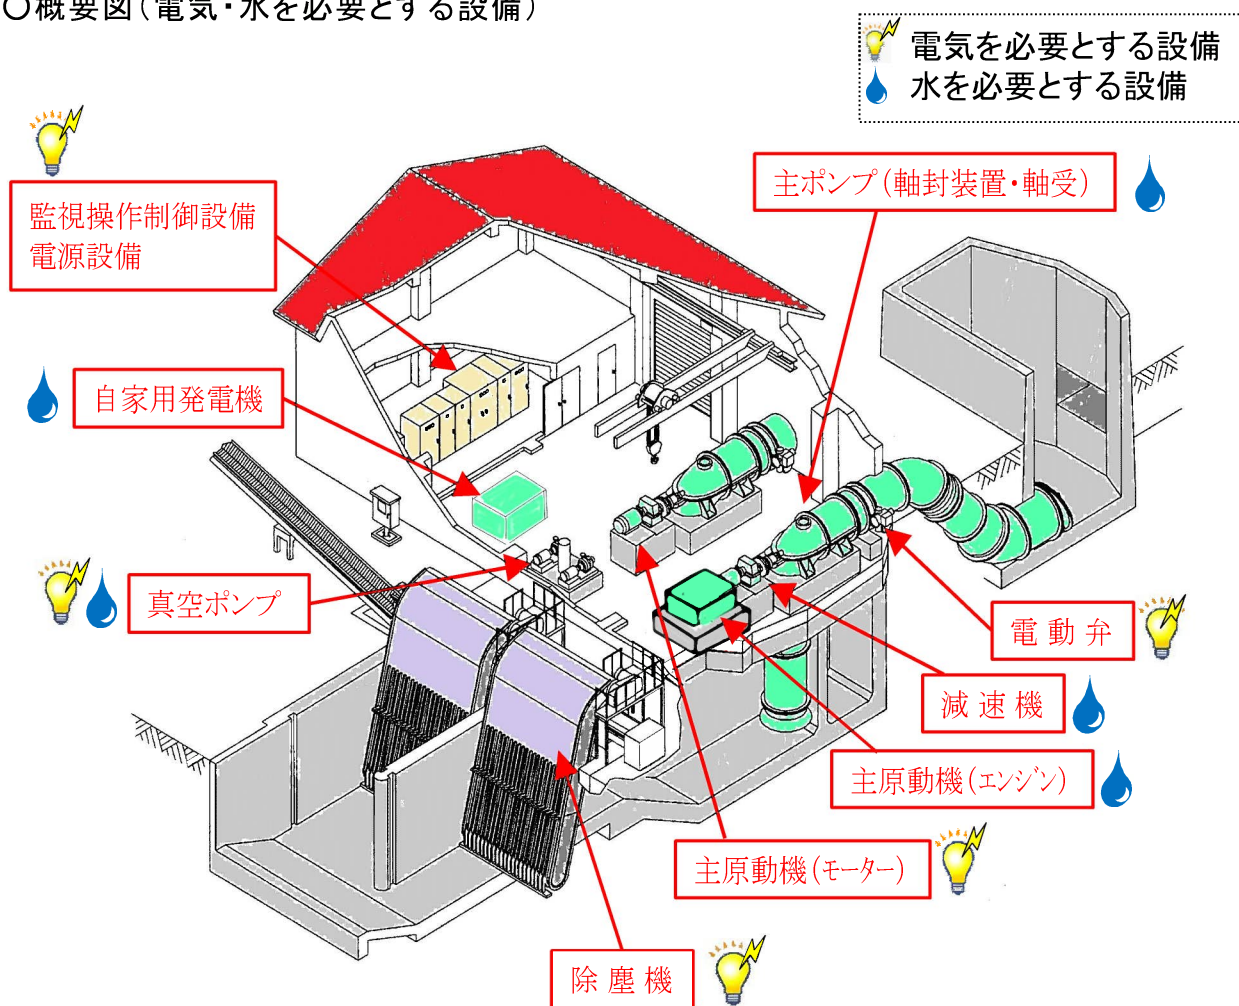 〇概要図(電気・水を必要とする設備)
電気を必要とする設備
水を必要とする設備
主ポンプ(軸封装置・軸受)
監視操作制御設備
電源設備
自家用発電機
真空ポンプ
電動弁
減速機
主原動機(エンジン)
主原動機(モーター)
除塵機